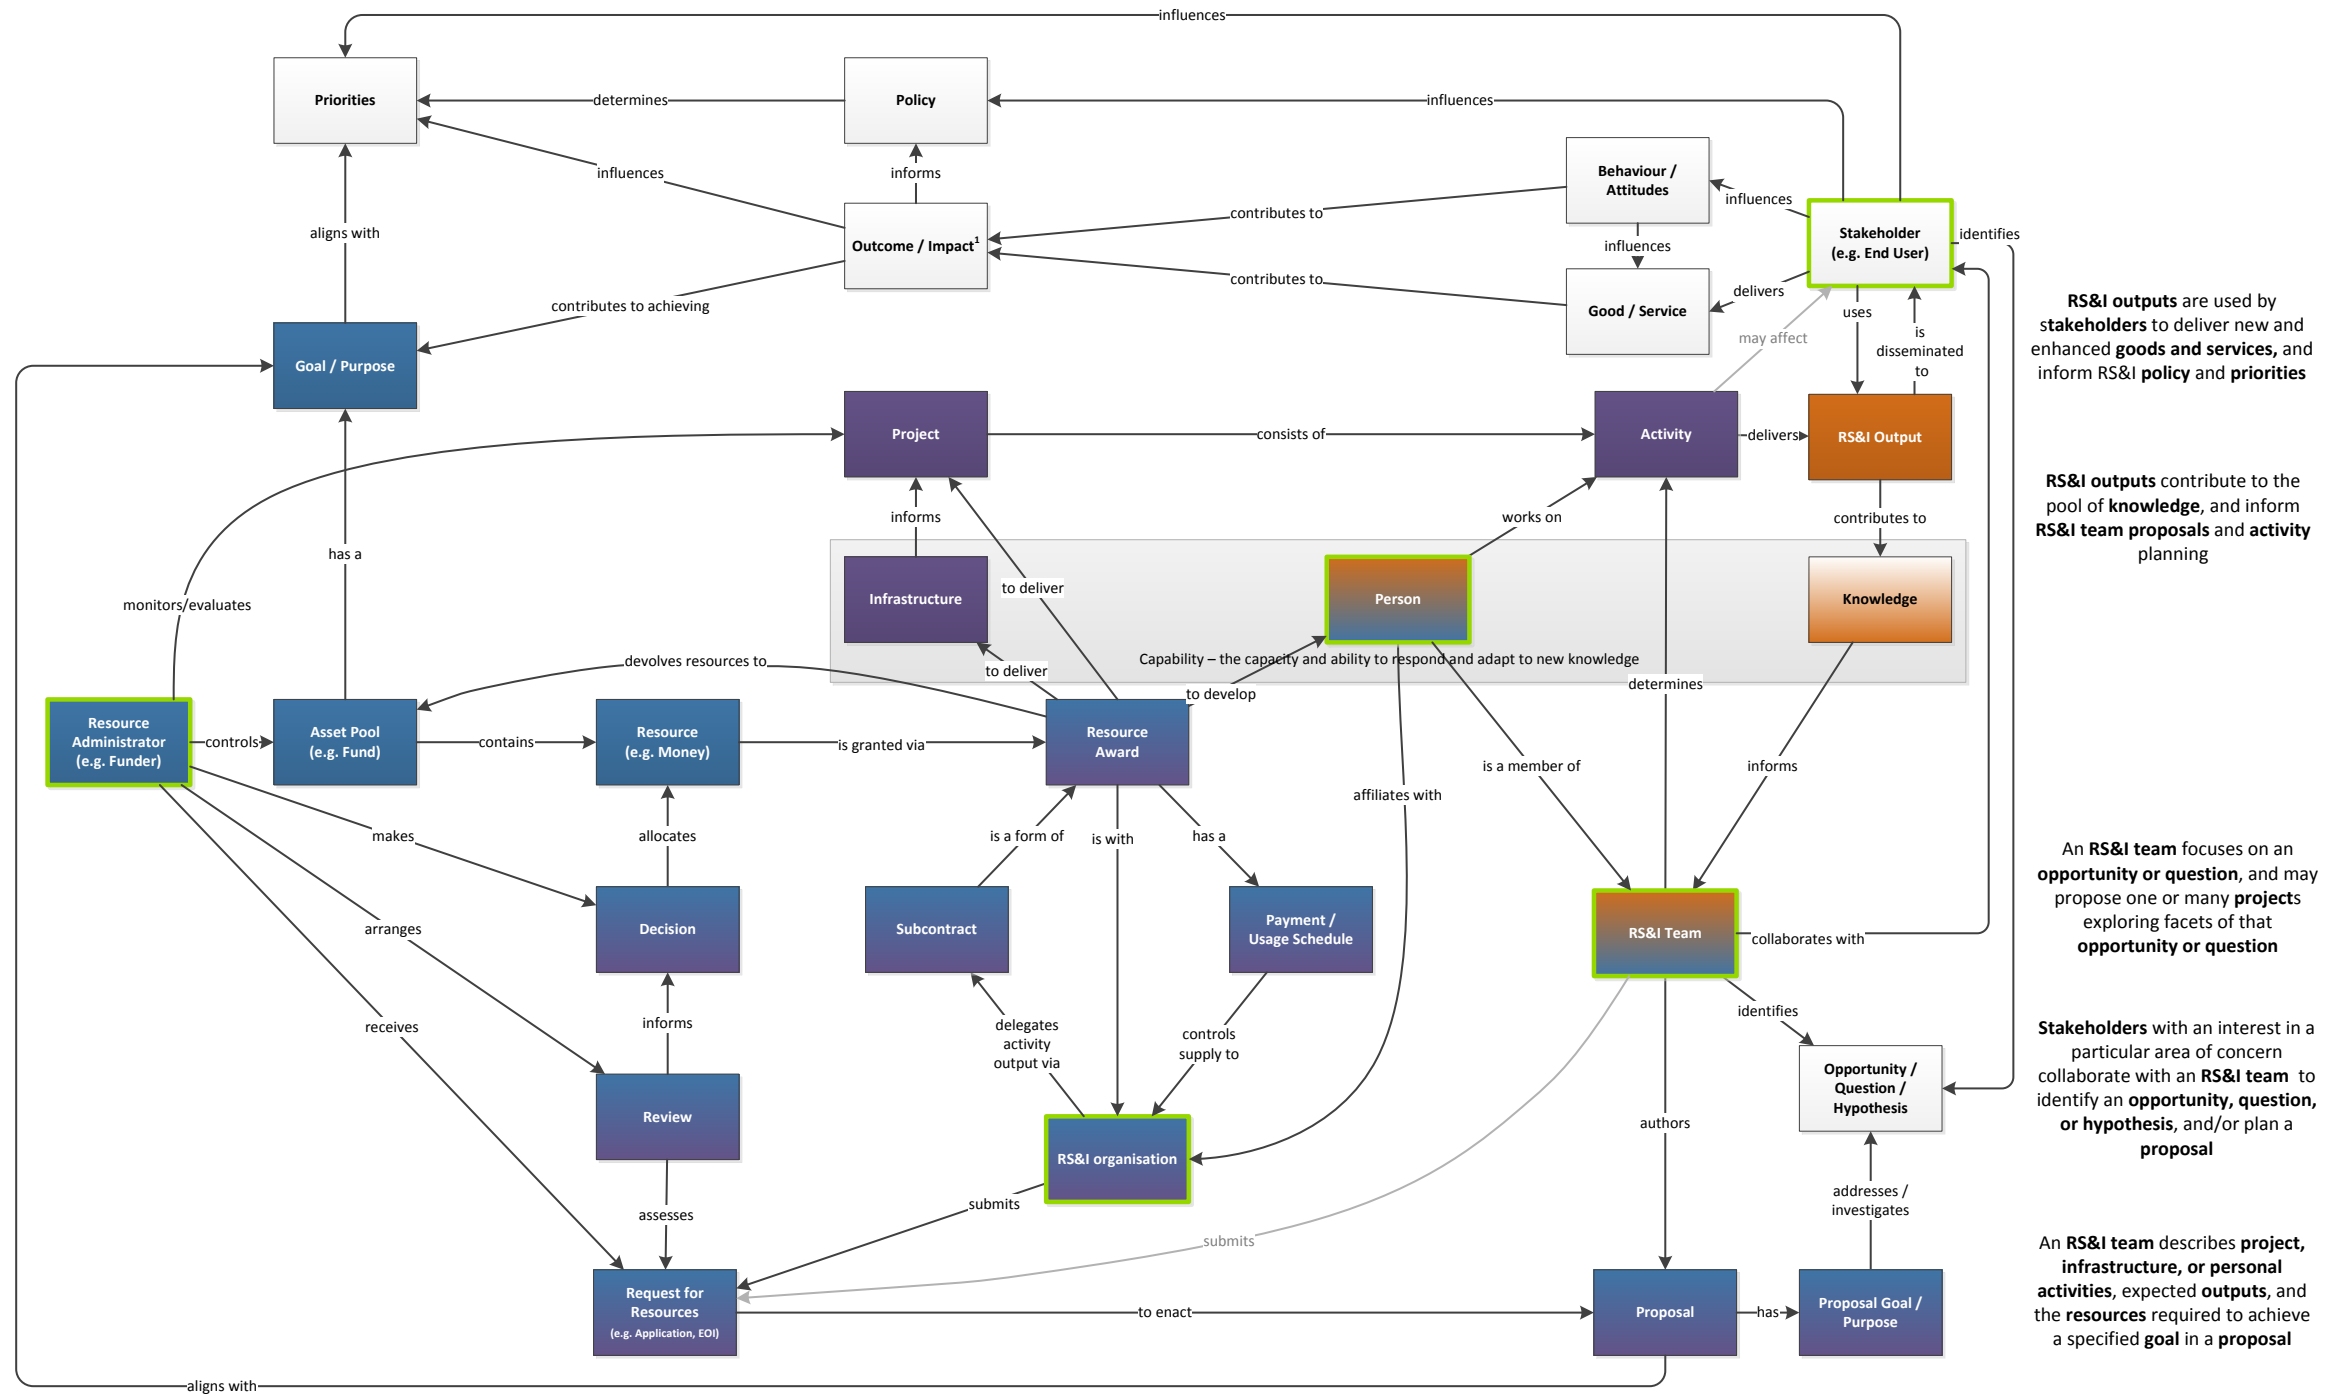 influences
Priorities
determines
Policy
influences
influences
informs
Behaviour /
Attitudes
influences
contributes to
aligns with
Outcome / Impact1
influences
Stakeholder
(e.g. End User)
identifies
contributes to
contributes to achieving
Good / Service
delivers
may affect
uses
is
disseminated
to
RS&I outputs are used by
stakeholders to deliver new and
enhanced goods and services, and
inform RS&I policy and priorities
Goal / Purpose
Project
consists of
Activity
delivers
RS&I Output
has a
informs
to deliver
works on
contributes to
RS&I outputs contribute to the
pool of knowledge, and inform
RS&I team proposals and activity
planning
monitors/evaluates
Infrastructure
Person
Knowledge
devolves resources to
to deliver
Capability – the capacity and ability to respond and adapt to new knowledge
to develop
determines
Resource
Administrator
(e.g. Funder)
controls
Asset Pool
(e.g. Fund)
contains
Resource
(e.g. Money)
is granted via
Resource
Award
is a member of
informs
affiliates with
makes
allocates
is a form of
is with
has a
arranges
Decision
Subcontract
Payment /
Usage Schedule
RS&I Team
collaborates with
An RS&I team focuses on an
opportunity or question, and may
propose one or many projects
exploring facets of that
opportunity or question
receives
informs
delegates
activity
output via
controls
supply to
identifies
Opportunity /
Question /
Hypothesis
Stakeholders with an interest in a
particular area of concern
collaborate with an RS&I team to
identify an opportunity, question,
or hypothesis, and/or plan a
proposal
Review
RS&I organisation
authors
assesses
submits
submits
addresses /
investigates
Request for
Resources
(e.g. Application, EOI)
to enact
Proposal
has
Proposal Goal /
Purpose
An RS&I team describes project,
infrastructure, or personal
activities, expected outputs, and
the resources required to achieve
a specified goal in a proposal
aligns with